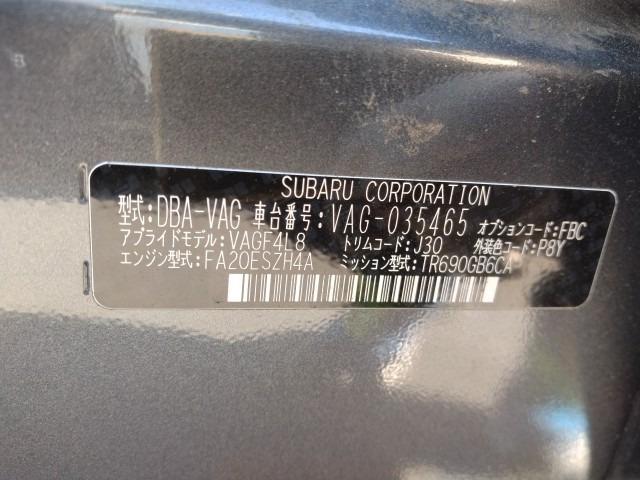 SUBARU CORPORATION
型式:DBA-VAG 車台番号:VAG-035465 オプションコード:FBC
アプライドモデル:VAGF4L8 トリムコード:J30 外装色コード:P8Y
エンジン型式:FA20ESZH4A ミッション型式:TR690GB6CA